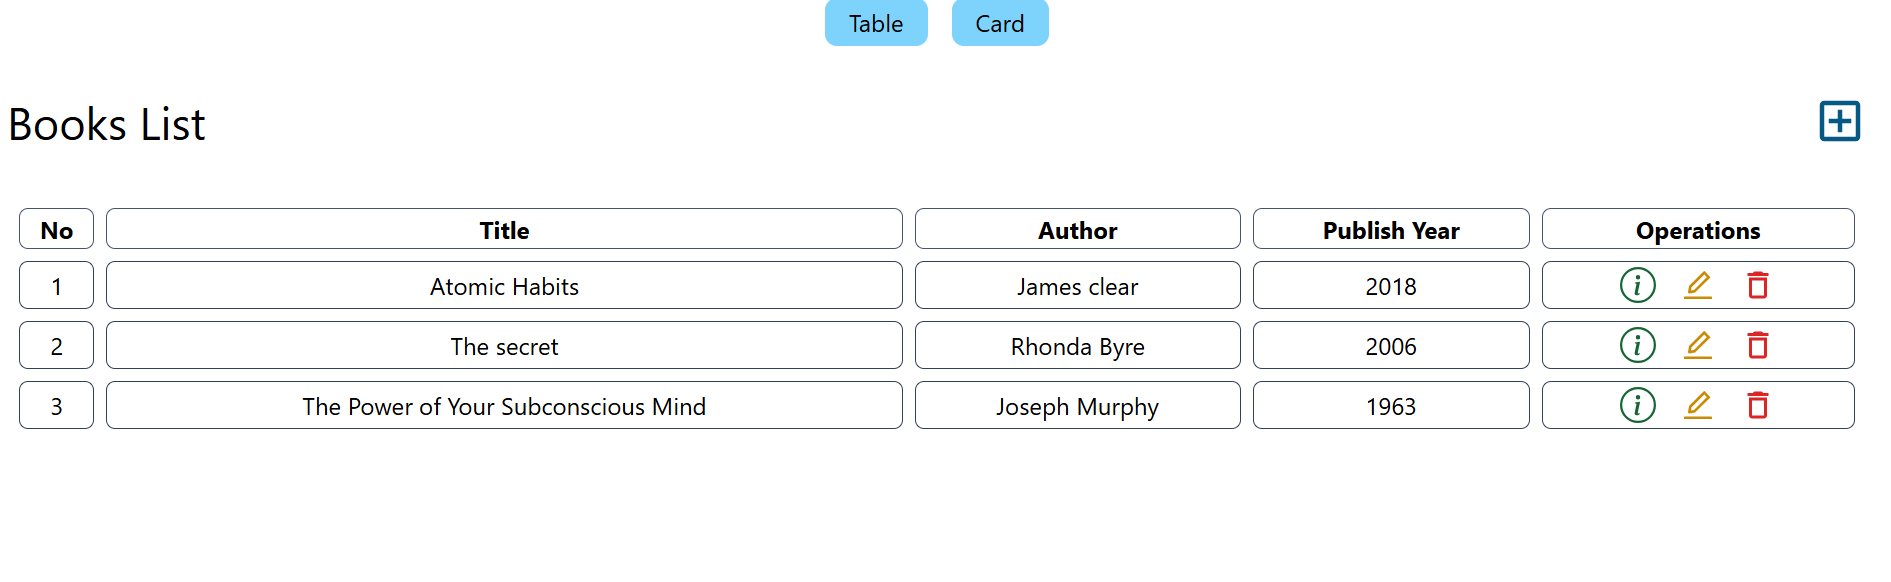 Table Card
Books List
No Title Author Publish Year Operations
1 Atomic Habits James clear 2018
2 The secret Rhonda Byre 2006
3 The Power of Your Subconscious Mind Joseph Murphy 1963